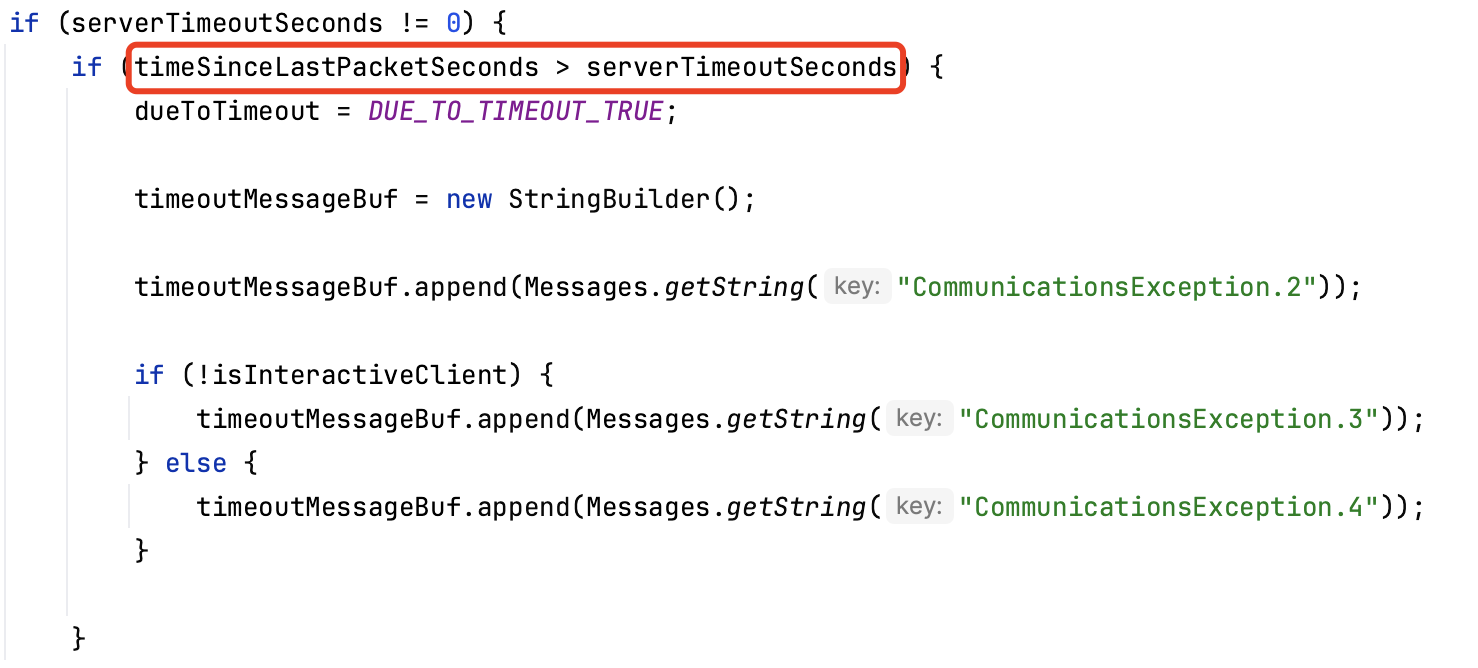 if (serverTimeoutSeconds != 0) {
if (timeSinceLastPacketSeconds > serverTimeoutSeconds) {
dueToTimeout = DUE_TO_TIMEOUT_TRUE;
timeoutMessageBuf = new StringBuilder();
timeoutMessageBuf.append(Messages.getString( key: "CommunicationsException.2"));
if (!isInteractiveClient) {
timeoutMessageBuf.append(Messages.getString( key: "CommunicationsException.3"));
} else {
timeoutMessageBuf.append(Messages.getString( key: "CommunicationsException.4"));
}
}